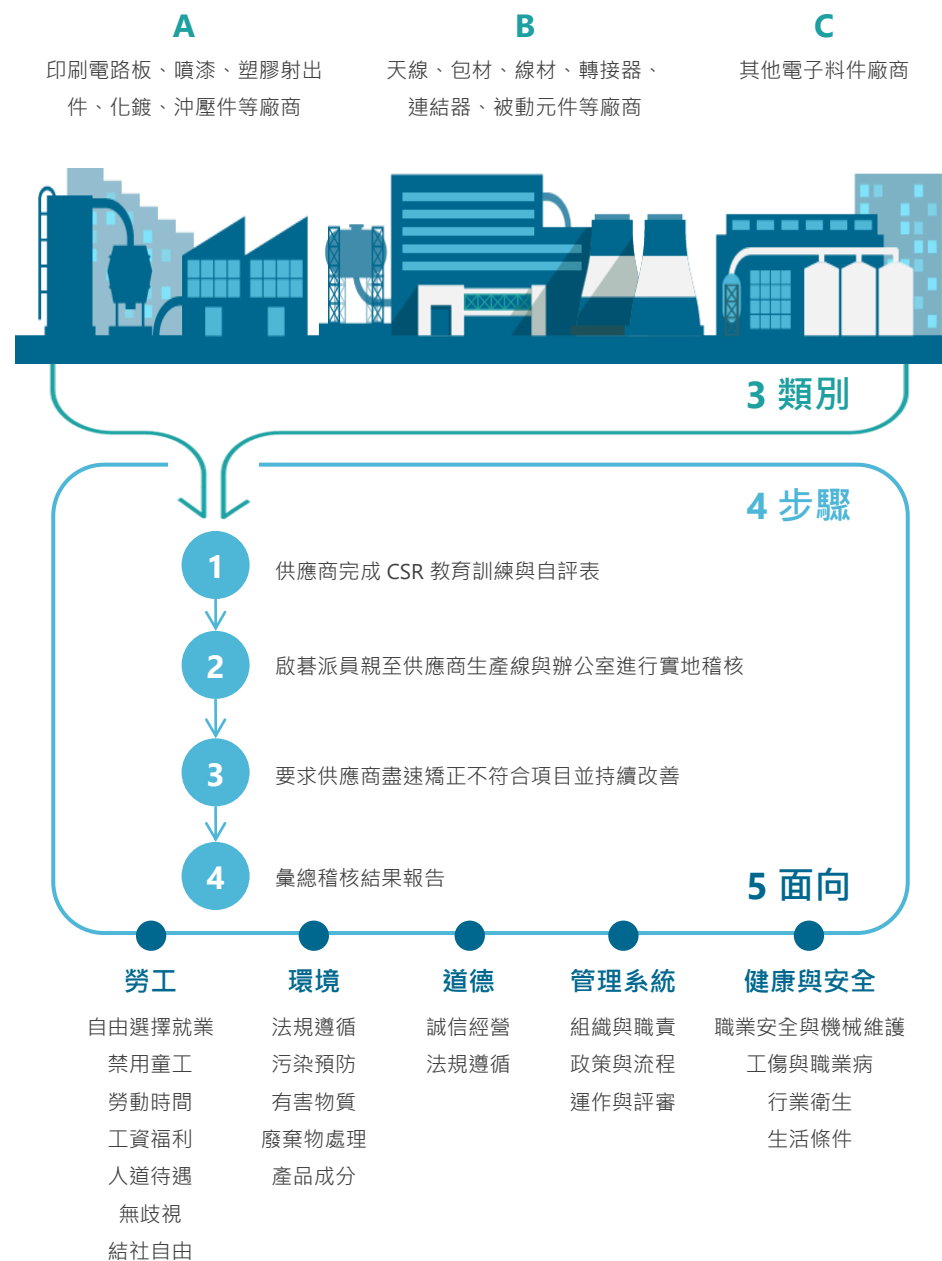 A
印刷電路板、噴漆、塑膠射出
件、化鍍、沖壓件等廠商
B
天線、包材、線材、轉接器、
連結器、被動元件等廠商
C
其他電子料件廠商
3 類別
4 步驟
1
供應商完成 CSR 教育訓練與自評表
2
啟碁派員親至供應商生產線與辦公室進行實地稽核
3
要求供應商盡速矯正不符合項目並持續改善
4
彙總稽核結果報告
5 面向
勞工
自由選擇就業
禁用童工
勞動時間
工資福利
人道待遇
無歧視
結社自由
環境
法規遵循
污染預防
有害物質
廢棄物處理
產品成分
道德
誠信經營
法規遵循
管理系統
組織與職責
政策與流程
運作與評審
健康與安全
職業安全與機械維護
工傷與職業病
行業衛生
生活條件